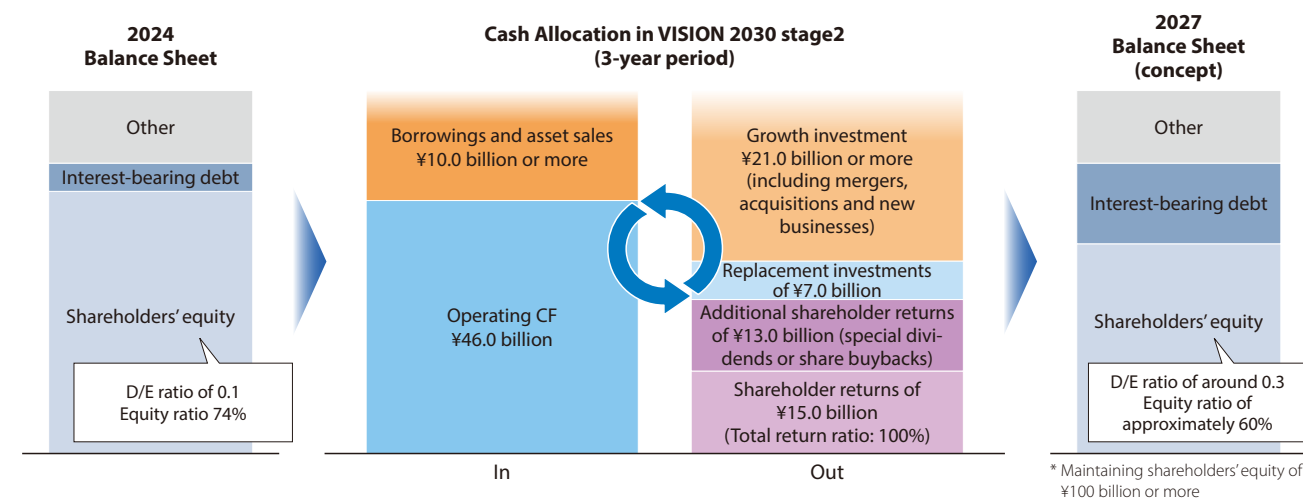 2024
Balance Sheet
Other
Interest-bearing debt
Shareholders' equity
D/E ratio of 0.1
Equity ratio 74%
Cash Allocation in VISION 2030 stage2
(3-year period)
Borrowings and asset sales
¥10.0 billion or more
Operating CF
¥46.0 billion
In
Growth investment
¥21.0 billion or more
(including mergers,
acquisitions and new
businesses)
Replacement investments
of ¥7.0 billion
Additional shareholder returns
of ¥13.0 billion (special divi-
dends or share buybacks)
Shareholder returns of
¥15.0 billion
(Total return ratio: 100%)
Out
2027
Balance Sheet
(concept)
Other
Interest-bearing debt
Shareholders' equity
D/E ratio of around 0.3
Equity ratio of
approximately 60%
* Maintaining shareholders' equity of
¥100 billion or more